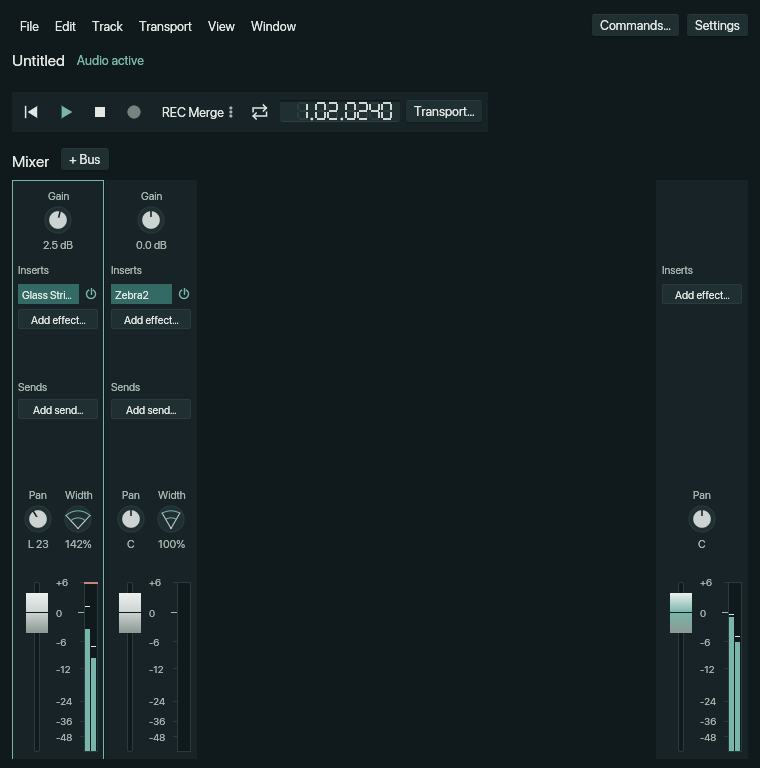 File Edit Track Transport View Window Commands... Settings
Untitled Audio active
REC Merge 1.02.0240 Transport...
Mixer + Bus
Gain Gain
2.5 dB 0.0 dB
Inserts Inserts Inserts
Glass Stri... Zebra2 Add effect...
Add effect... Add effect...
Sends Sends
Add send... Add send...
Pan Width Pan Width Pan
L 23 142% C 100% C
+6 +6 +6
0 0 0
-6 -6 -6
-12 -12 -12
-24 -24 -24
-36 -36 -36
-48 -48 -48